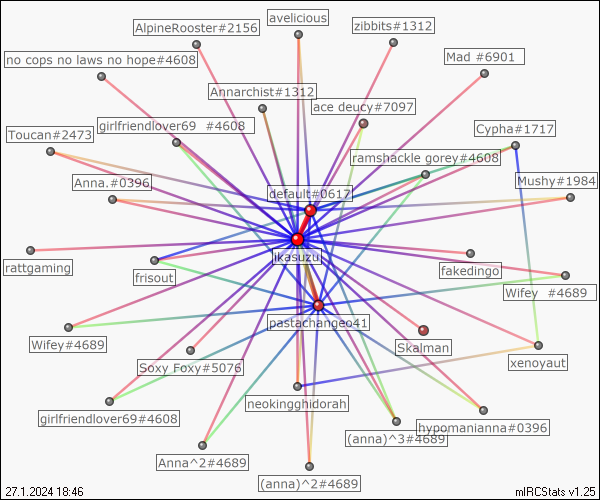 avelicious
AlpineRooster#2156
zibbits#1312
no cops no laws no hope#4608
Mad #6901
Annarchist#1312
ace deucy#7097
girlfriendlover69 #4608
Toucan#2473
Cypha#1717
ramshackle gorey#4608
Anna.#0396
default#0617
Mushy#1984
ikasuzu
rattgaming
frisout
fakedingo
Wifey #4689
pastachangeo41
Wifey#4689
Skalman
Soxy Foxy#5076
xenoyaut
neokingghidorah
girlfriendlover69#4608
hypomanianna#0396
(anna)^3#4689
Anna^2#4689
(anna)^2#4689
27.1.2024 18:46
mIRCStats v1.25